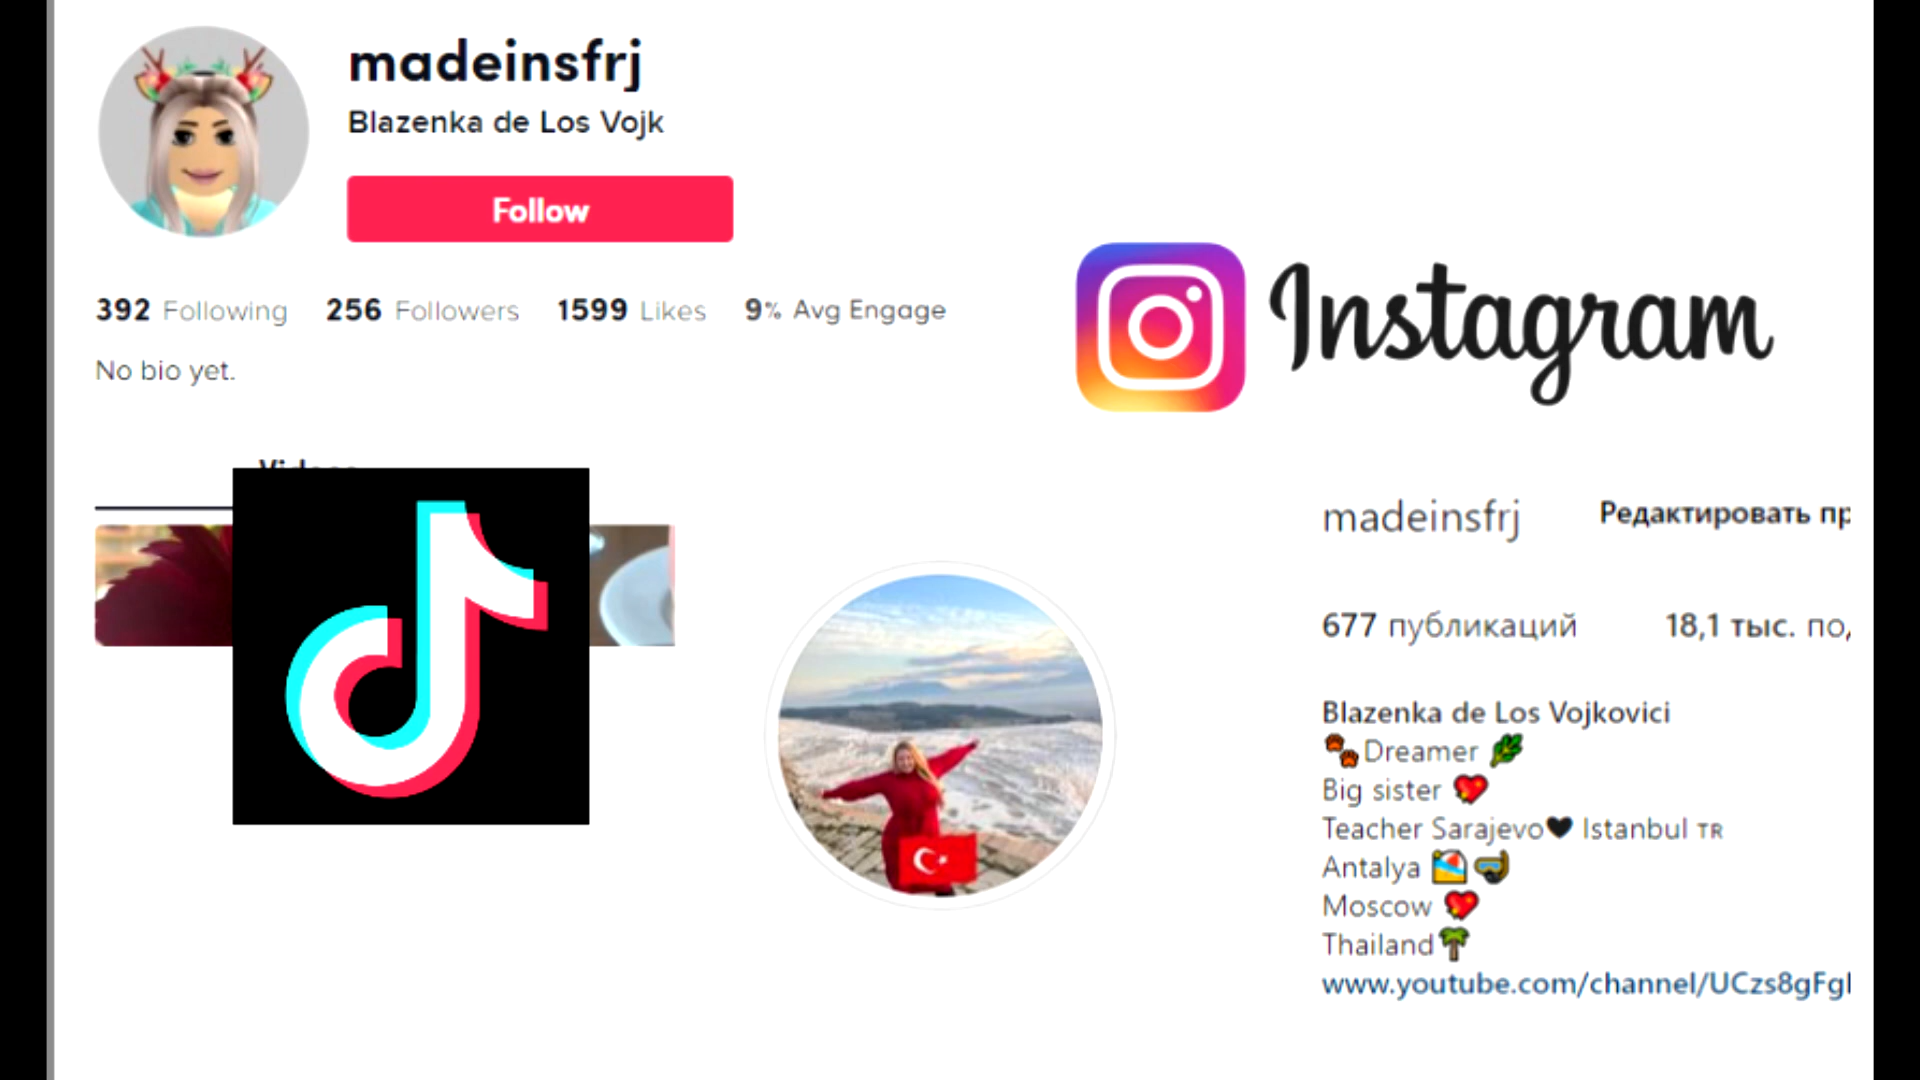 madeinsfrj
Blazenka de Los Vojk
Follow
392 Following 256 Followers 1599 Likes 9% Avg Engage
No bio yet.
Videos
Instagram
madeinsfrj Редактировать пр
677 публикаций 18,1 тыс. по
Blazenka de Los Vojkovici
🐾Dreamer 🌿
Big sister 💖
Teacher Sarajevo🖤 Istanbul TR
Antalya 🏖🤿
Moscow 💖
Thailand🌴
www.youtube.com/channel/UCzs8gFg